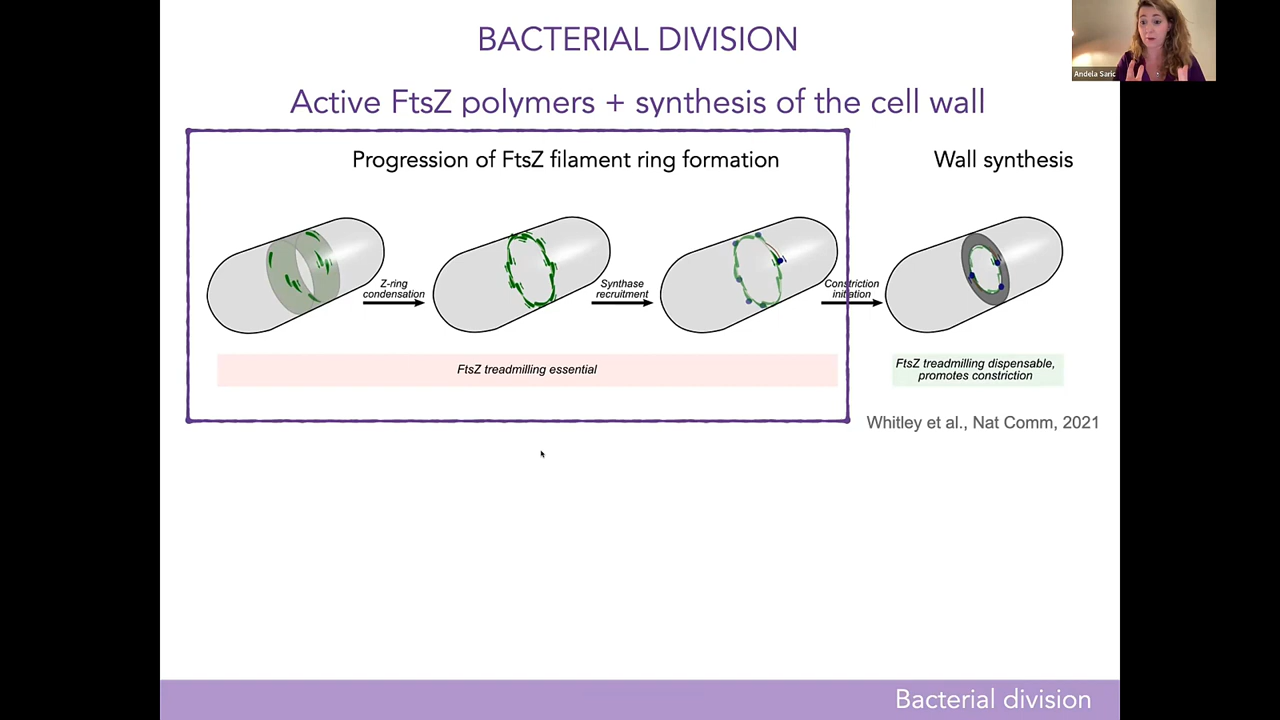 BACTERIAL DIVISION
Andela Saric
Active FtsZ polymers + synthesis of the cell wall
Progression of FtsZ filament ring formation
Wall synthesis
Z-ring
condensation
Synthase
recruitment
Constriction
initiation
FtsZ treadmilling essential
FtsZ treadmilling dispensable,
promotes constriction
Whitley et al., Nat Comm, 2021
Bacterial division